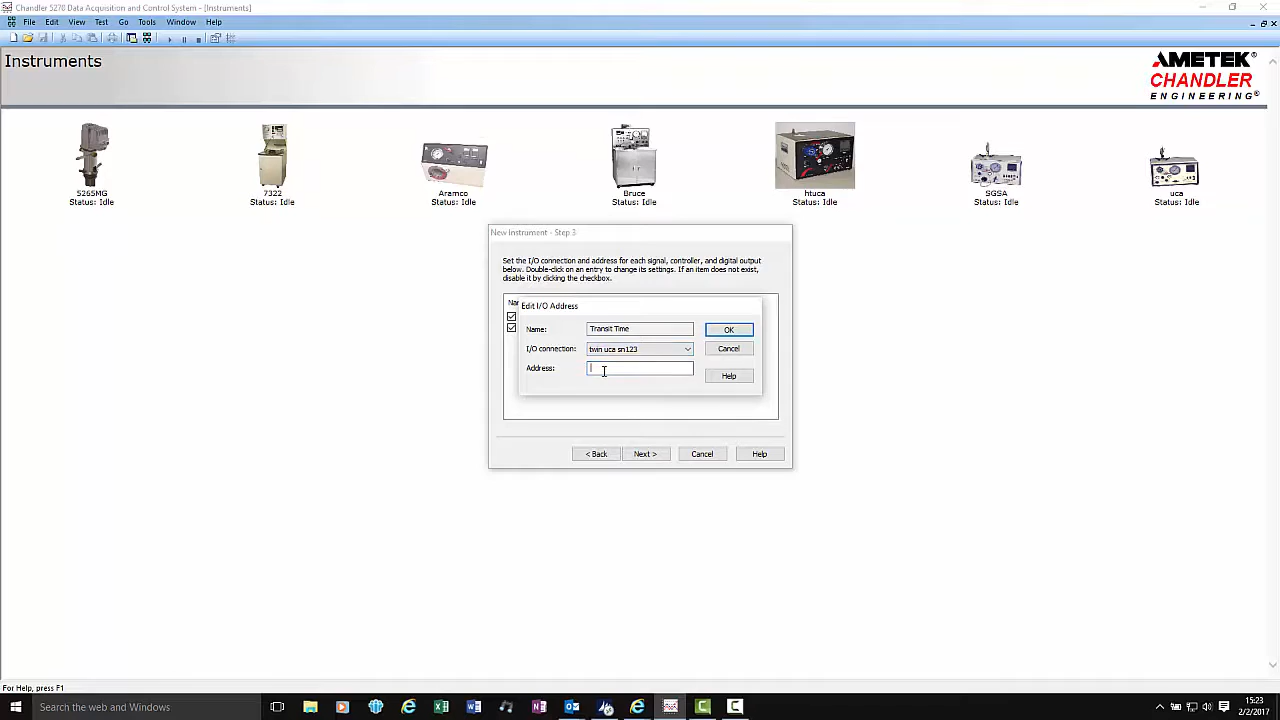 Chandler 5270 Data Acquisition and Control System - [Instruments]
File Edit View Test Go Tools Window Help
Instruments
AMETEK®
CHANDLER
ENGINEERING®
5265MG
Status: Idle
7322
Status: Idle
Aramco
Status: Idle
Bruce
Status: Idle
htuca
Status: Idle
SGSA
Status: Idle
uca
Status: Idle
New Instrument - Step 3
Set the I/O connection and address for each signal, controller, and digital output
below. Double-click on an entry to change its settings. If an item does not exist,
disable it by clicking the checkbox.
Edit I/O Address
Name: Transit Time OK
I/O connection: twin uca sn123 Cancel
Address:
Help
< Back Next > Cancel Help
For Help, press F1
Search the web and Windows
15:23
2/2/2017